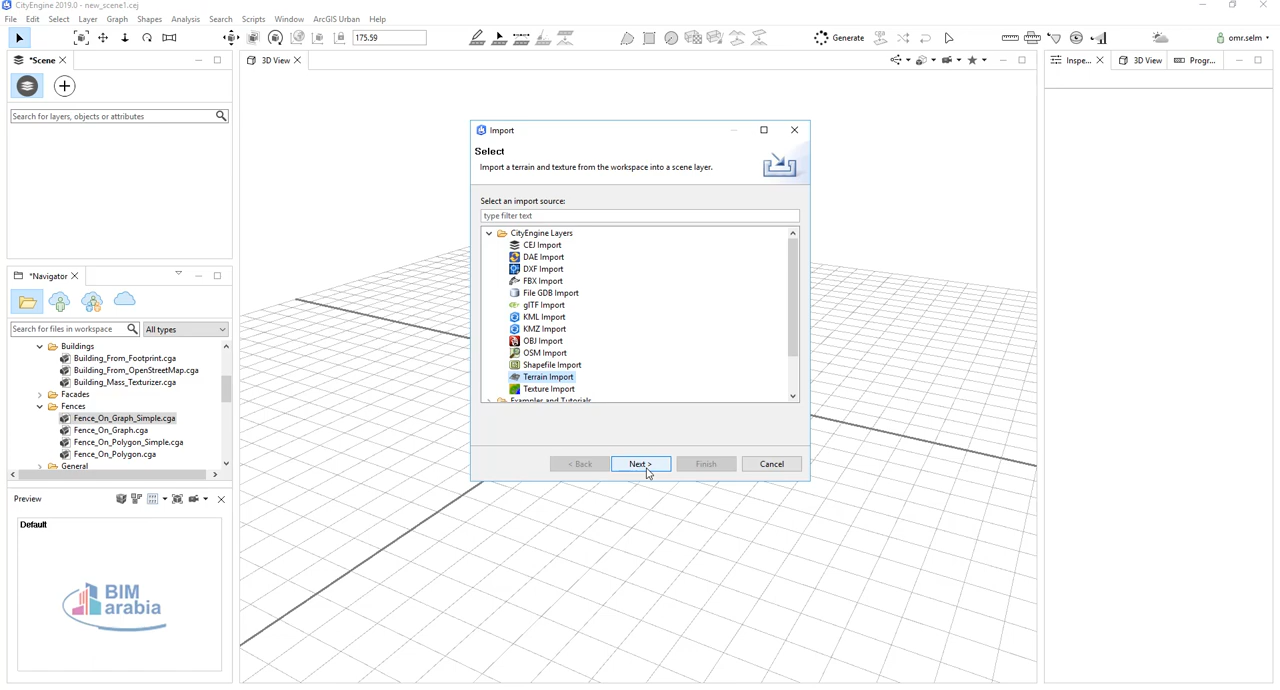 CityEngine 2019.0 - new_scene1.cej
File Edit Select Layer Graph Shapes Analysis Search Scripts Window ArcGIS Urban Help
175.59
Generate
omr.selm
*Scene
3D View
Inspe...
3D View
Progr...
Search for layers, objects or attributes
Import
Select
Import a terrain and texture from the workspace into a scene layer.
Select an import source:
type filter text
CityEngine Layers
CEJ Import
DAE Import
DXF Import
FBX Import
File GDB Import
glTF Import
KML Import
KMZ Import
OBJ Import
OSM Import
Shapefile Import
Terrain Import
Texture Import
Examples and Tutorials
< Back
Next >
Finish
Cancel
*Navigator
Search for files in workspace
All types
Buildings
Building_From_Footprint.cga
Building_From_OpenStreetMap.cga
Building_Mass_Texturizer.cga
Facades
Fences
Fence_On_Graph_Simple.cga
Fence_On_Graph.cga
Fence_On_Polygon_Simple.cga
Fence_On_Polygon.cga
General
Preview
Default
BIM
arabia